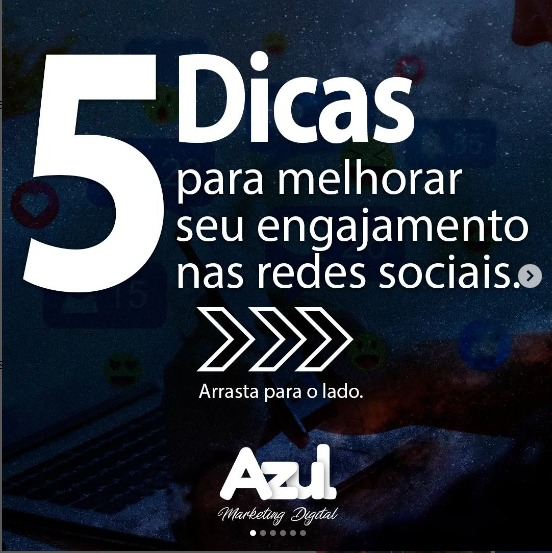 5 Dicas
para melhorar
seu engajamento
nas redes sociais.
Arrasta para o lado.
Azul
Marketing Digital